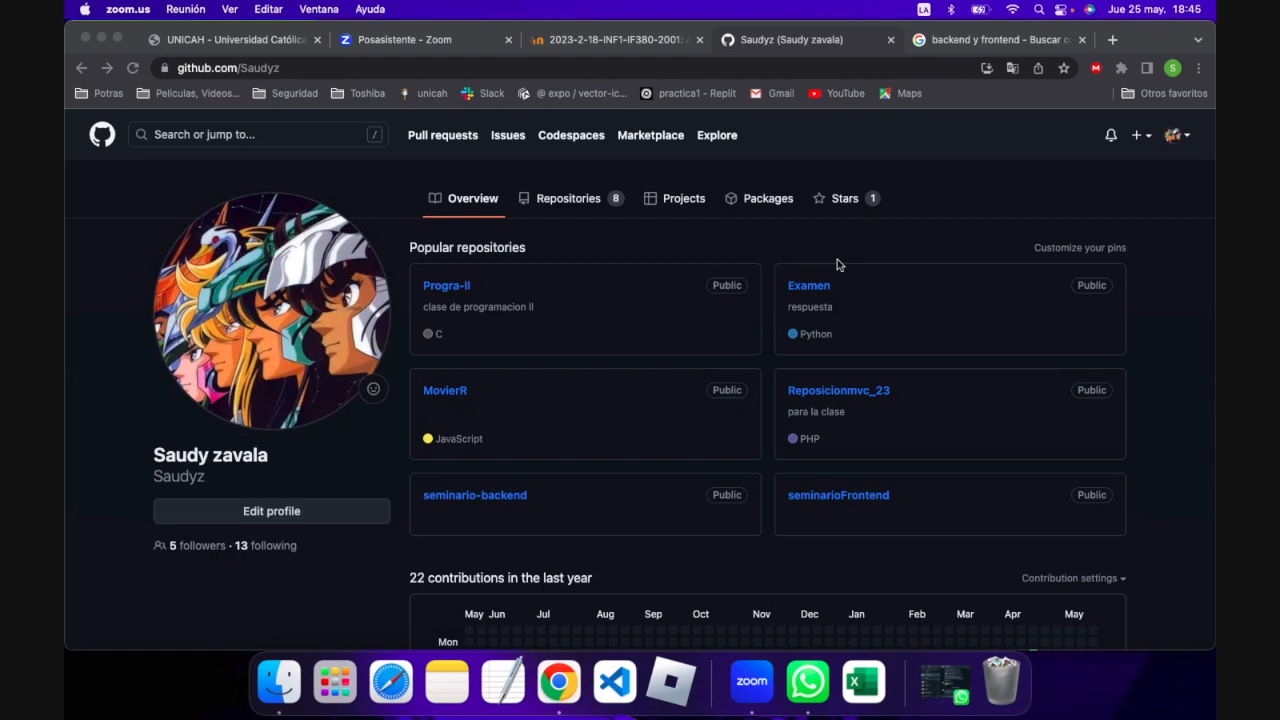 zoom.us Reunión Ver Editar Ventana Ayuda LA Jue 25 may. 18:45
UNICAH - Universidad Católica Posasistente - Zoom 2023-2-18-INF1-IF380-2001: Saudyz (Saudy zavala) backend y frontend - Buscar
github.com/Saudyz M S
Potras Peliculas, Videos... Seguridad Toshiba unicah Slack @ expo / vector-ic... practica1 - Replit Gmail YouTube Maps Otros favoritos
Search or jump to... / Pull requests Issues Codespaces Marketplace Explore
Overview Repositories 8 Projects Packages Stars 1
Popular repositories Customize your pins
Progra-II Public
clase de programacion II
C
Examen Public
respuesta
Python
MovierR Public
JavaScript
Reposicionmvc_23 Public
para la clase
PHP
seminario-backend Public
seminarioFrontend Public
Saudy zavala
Saudyz
Edit profile
5 followers · 13 following
22 contributions in the last year Contribution settings
May Jun Jul Aug Sep Oct Nov Dec Jan Feb Mar Apr May
Mon
zoom X